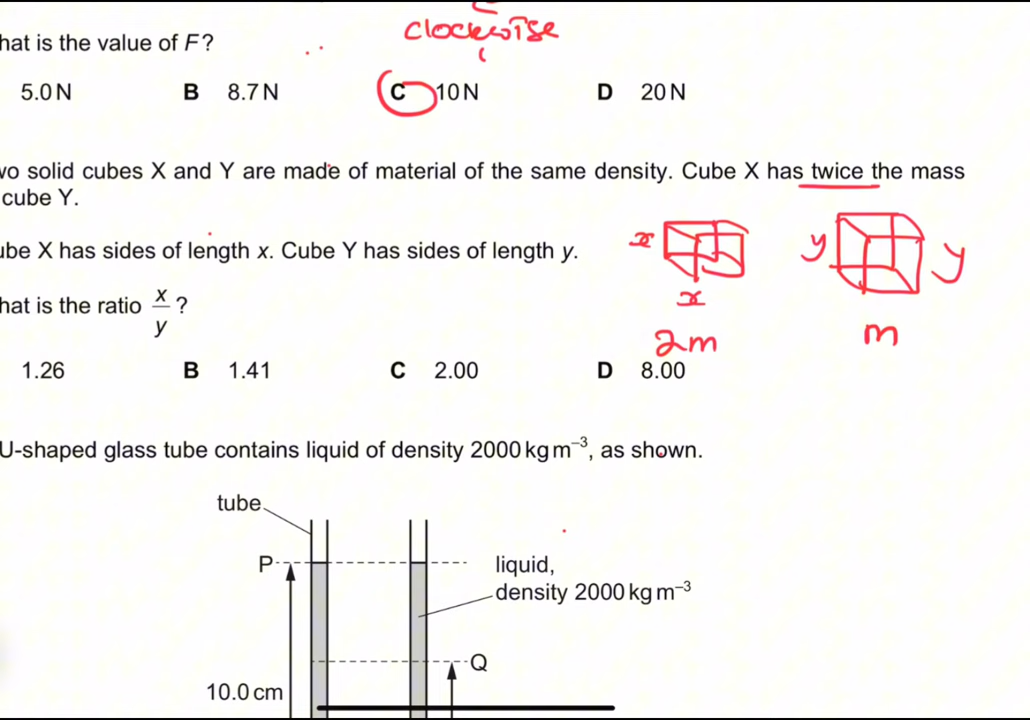 clockwise
hat is the value of F?
5.0 N B 8.7 N C 10 N D 20 N
wo solid cubes X and Y are made of material of the same density. Cube X has twice the mass
cube Y.
ube X has sides of length x. Cube Y has sides of length y.
x y y
x
hat is the ratio x/y ?
2m m
1.26 B 1.41 C 2.00 D 8.00
U-shaped glass tube contains liquid of density 2000 kg m⁻³, as shown.
tube
P
liquid,
density 2000 kg m⁻³
Q
10.0 cm